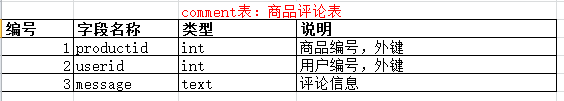 comment表：商品评论表
编号 字段名称 类型 说明
1 productid int 商品编号，外键
2 userid int 用户编号，外键
3 message text 评论信息